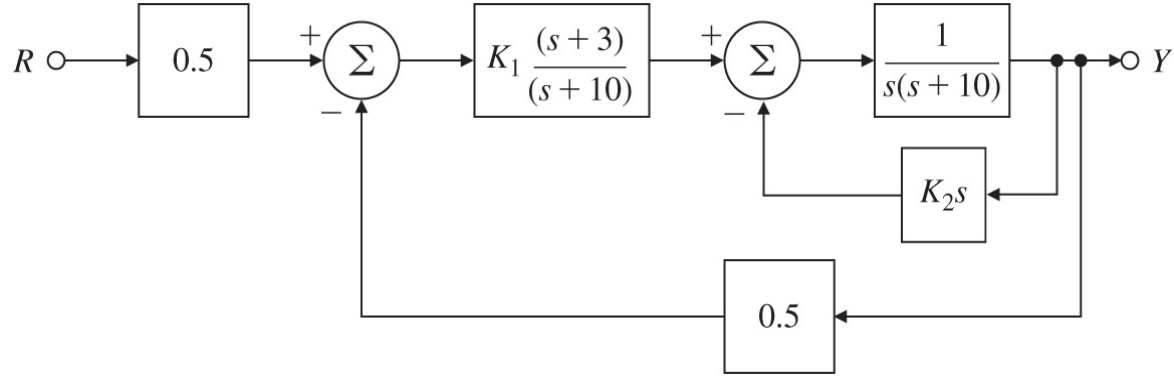 R
0.5
+
Σ
−
K₁ (s + 3)/(s + 10)
+
Σ
−
1/s(s + 10)
Y
K₂s
0.5